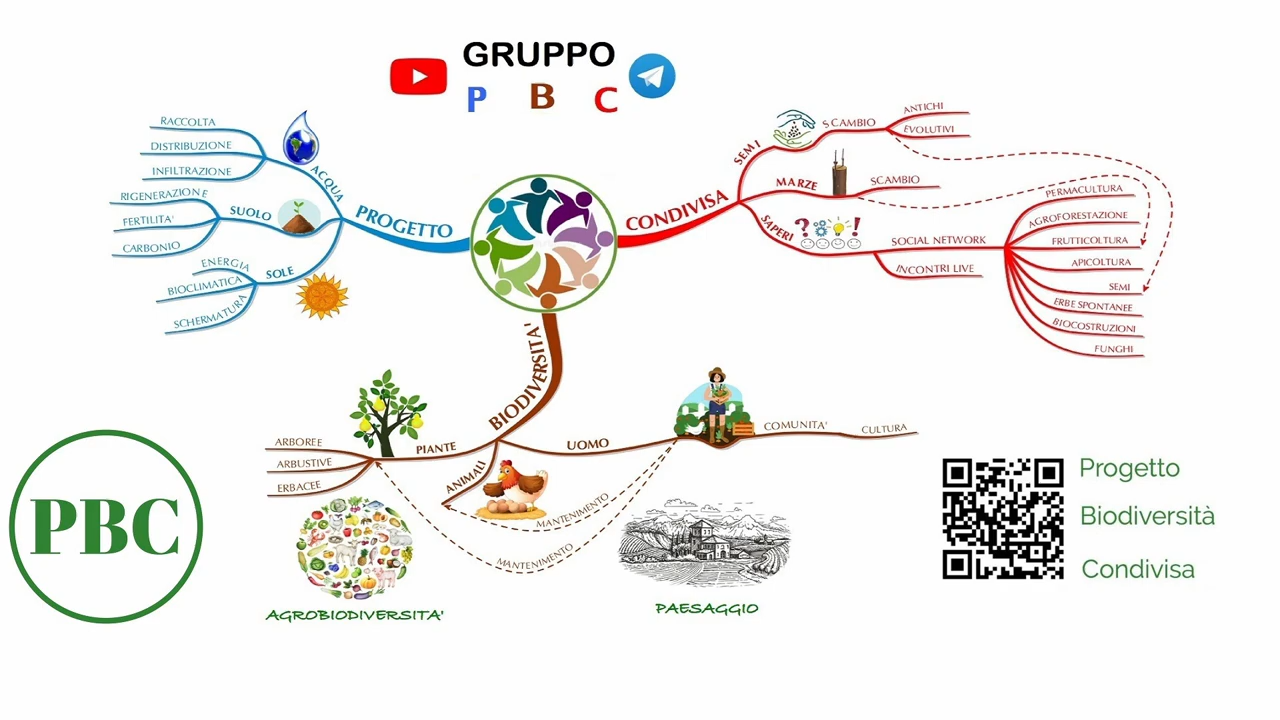 GRUPPO
P B C
PROGETTO
ACQUA
RACCOLTA
DISTRIBUZIONE
INFILTRAZIONE
SUOLO
RIGENERAZIONE
FERTILITA'
CARBONIO
SOLE
ENERGIA
BIOCLIMATICA
SCHERMATURA
CONDIVISA
SEMI
SCAMBIO
ANTICHI
EVOLUTIVI
MARZE
SCAMBIO
SAPERI
SOCIAL NETWORK
INCONTRI LIVE
PERMACULTURA
AGROFORESTAZIONE
FRUTTICOLTURA
APICOLTURA
SEMI
ERBE SPONTANEE
BIOCOSTRUZIONI
FUNGHI
BIODIVERSITA'
PIANTE
ARBOREE
ARBUSTIVE
ERBACEE
ANIMALI
UOMO
COMUNITA'
CULTURA
MANTENIMENTO
MANTENIMENTO
AGROBIODIVERSITA'
PAESAGGIO
PBC
Progetto
Biodiversità
Condivisa